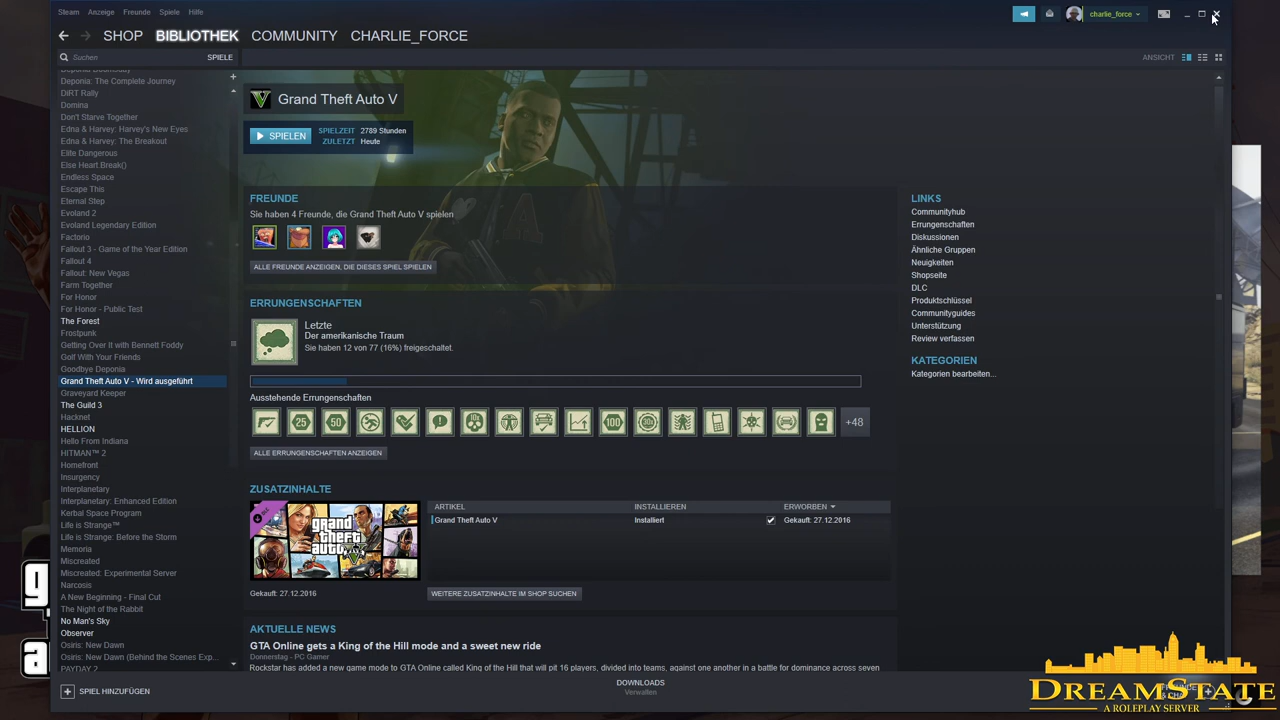 Steam Anzeige Freunde Spiele Hilfe
charlie_force
SHOP BIBLIOTHEK COMMUNITY CHARLIE_FORCE
Suchen SPIELE ANSICHT
Deponia: The Complete Journey
DiRT Rally
Domina
Don't Starve Together
Edna & Harvey: Harvey's New Eyes
Edna & Harvey: The Breakout
Elite Dangerous
Else Heart.Break()
Endless Space
Escape This
Eternal Step
Evoland 2
Evoland Legendary Edition
Factorio
Fallout 3 - Game of the Year Edition
Fallout 4
Fallout: New Vegas
Farm Together
For Honor
For Honor - Public Test
The Forest
Frostpunk
Getting Over It with Bennett Foddy
Golf With Your Friends
Goodbye Deponia
Grand Theft Auto V - Wird ausgeführt
Graveyard Keeper
The Guild 3
Hacknet
HELLION
Hello From Indiana
HITMAN™ 2
Homefront
Insurgency
Interplanetary
Interplanetary: Enhanced Edition
Kerbal Space Program
Life is Strange™
Life is Strange: Before the Storm
Memoria
Miscreated
Miscreated: Experimental Server
Narcosis
A New Beginning - Final Cut
The Night of the Rabbit
No Man's Sky
Observer
Osiris: New Dawn
Osiris: New Dawn (Behind the Scenes Exp...
PAYDAY 2
SPIEL HINZUFÜGEN
Grand Theft Auto V
SPIELEN
SPIELZEIT 2789 Stunden
ZULETZT Heute
FREUNDE
Sie haben 4 Freunde, die Grand Theft Auto V spielen
ALLE FREUNDE ANZEIGEN, DIE DIESES SPIEL SPIELEN
ERRUNGENSCHAFTEN
Letzte
Der amerikanische Traum
Sie haben 12 von 77 (16%) freigeschaltet.
Ausstehende Errungenschaften
25 50 100 +48
ALLE ERRUNGENSCHAFTEN ANZEIGEN
ZUSATZINHALTE
grand theft auto V
ARTIKEL INSTALLIEREN ERWORBEN
Grand Theft Auto V Installiert Gekauft: 27.12.2016
Gekauft: 27.12.2016
WEITERE ZUSATZINHALTE IM SHOP SUCHEN
AKTUELLE NEWS
GTA Online gets a King of the Hill mode and a sweet new ride
Donnerstag - PC Gamer
Rockstar has added a new game mode to GTA Online called King of the Hill that will pit 16 players, divided into teams, against one another in a battle for dominance across seven
DOWNLOADS
Verwalten
LINKS
Communityhub
Errungenschaften
Diskussionen
Ähnliche Gruppen
Neuigkeiten
Shopseite
DLC
Produktschlüssel
Communityguides
Unterstützung
Review verfassen
KATEGORIEN
Kategorien bearbeiten...
DREAMSTATE
A ROLEPLAY SERVER